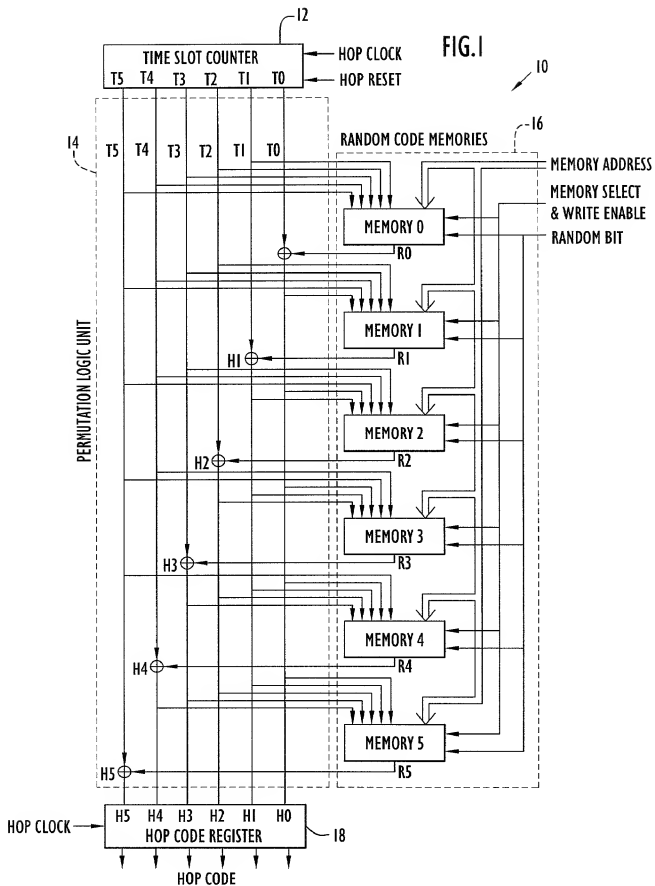 12
FIG.1
TIME SLOT COUNTER
T5 T4 T3 T2 T1 T0
HOP CLOCK
HOP RESET
10
14
T5 T4 T3 T2 T1 T0
RANDOM CODE MEMORIES
16
MEMORY ADDRESS
MEMORY SELECT
& WRITE ENABLE
RANDOM BIT
MEMORY 0
R0
MEMORY 1
H1
R1
PERMUTATION LOGIC UNIT
MEMORY 2
H2
R2
MEMORY 3
H3
R3
MEMORY 4
H4
R4
MEMORY 5
H5
R5
H5 H4 H3 H2 H1 H0
HOP CLOCK
HOP CODE REGISTER
18
HOP CODE